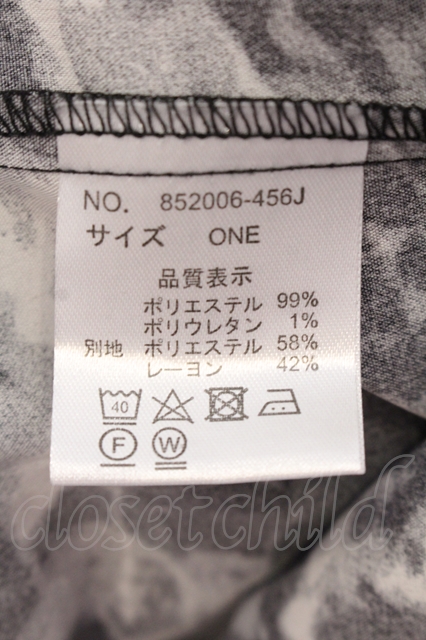 NO. 852006-456J
サイズ ONE
品質表示
ポリエステル 99%
ポリウレタン 1%
別地 ポリエステル 58%
レーヨン 42%
40
F W
closetchild